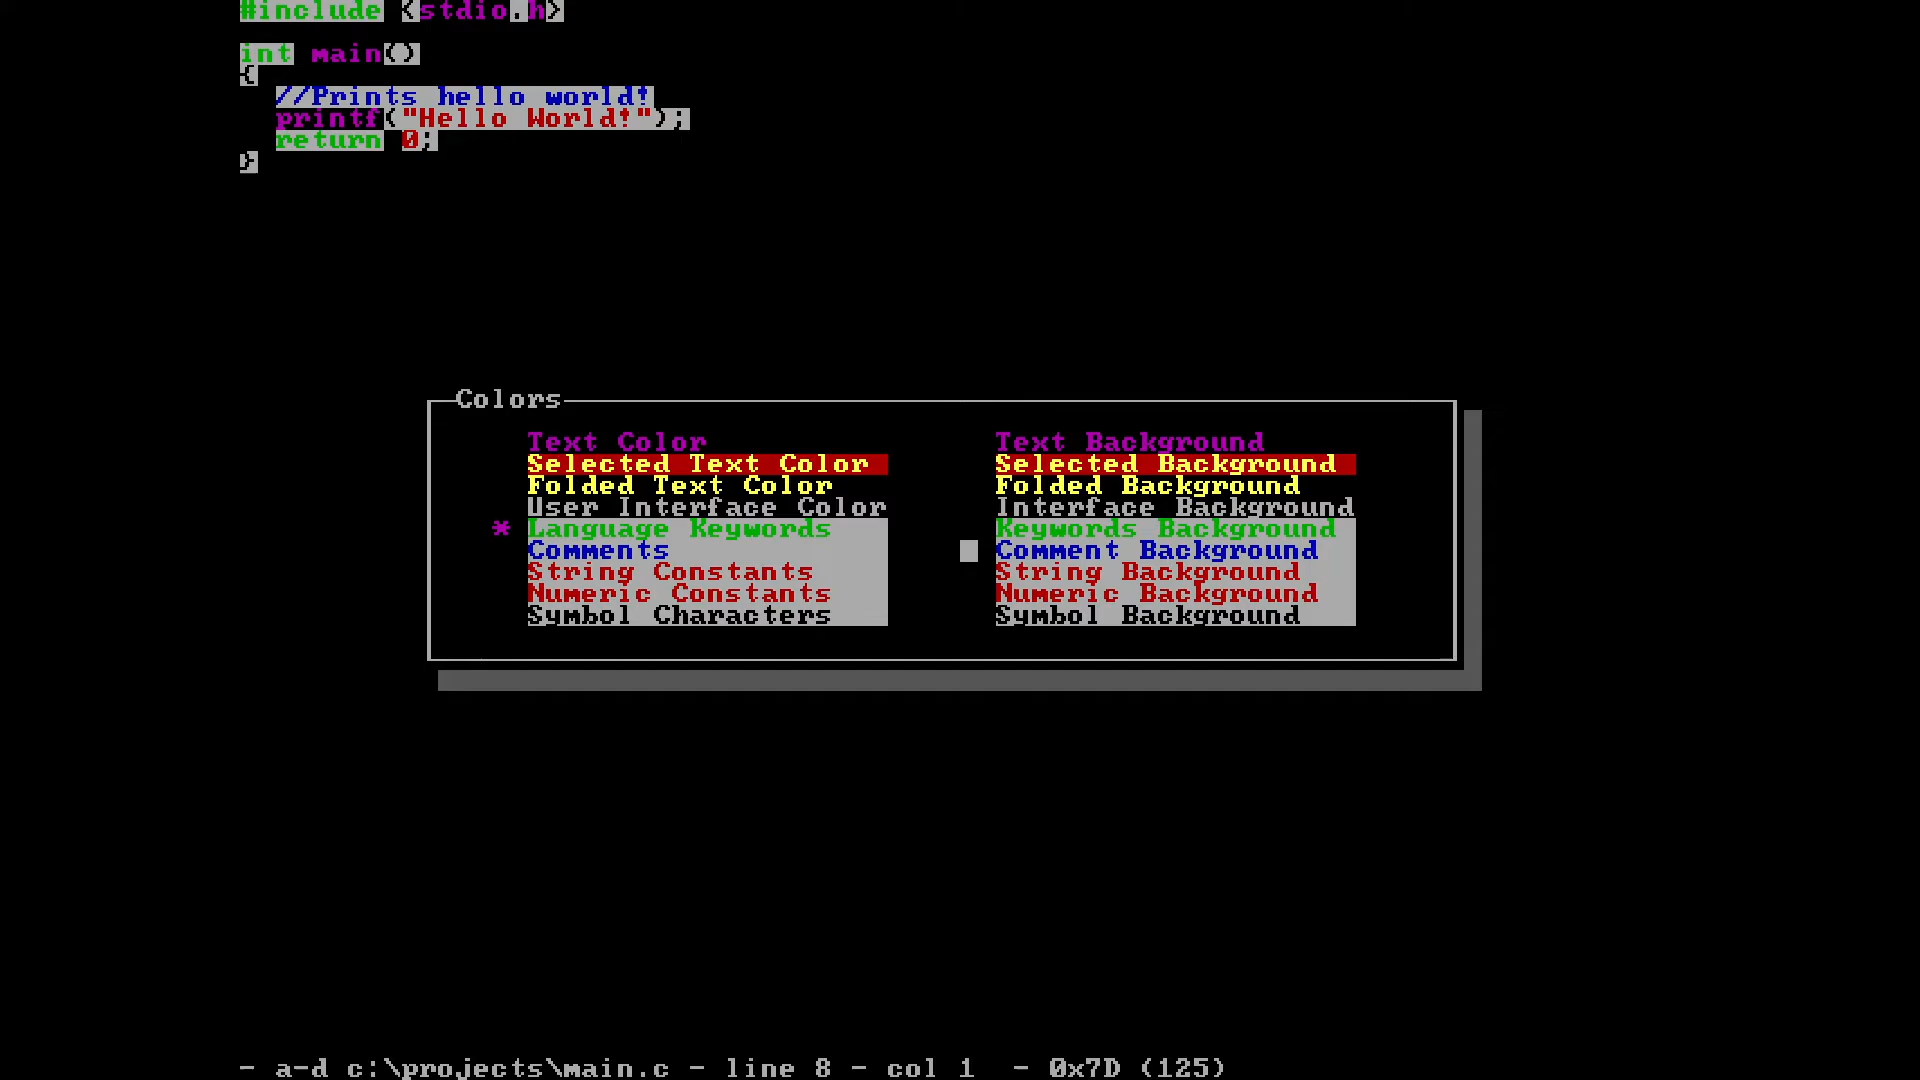 #include <stdio.h>
int main()
{
//Prints hello world!
printf("Hello World!");
return 0;
}
Colors
Text Color Text Background
Selected Text Color Selected Background
Folded Text Color Folded Background
User Interface Color Interface Background
* Language Keywords Keywords Background
Comments Comment Background
String Constants String Background
Numeric Constants Numeric Background
Symbol Characters Symbol Background
- a-d c:\projects\main.c - line 8 - col 1 - 0x7D (125)